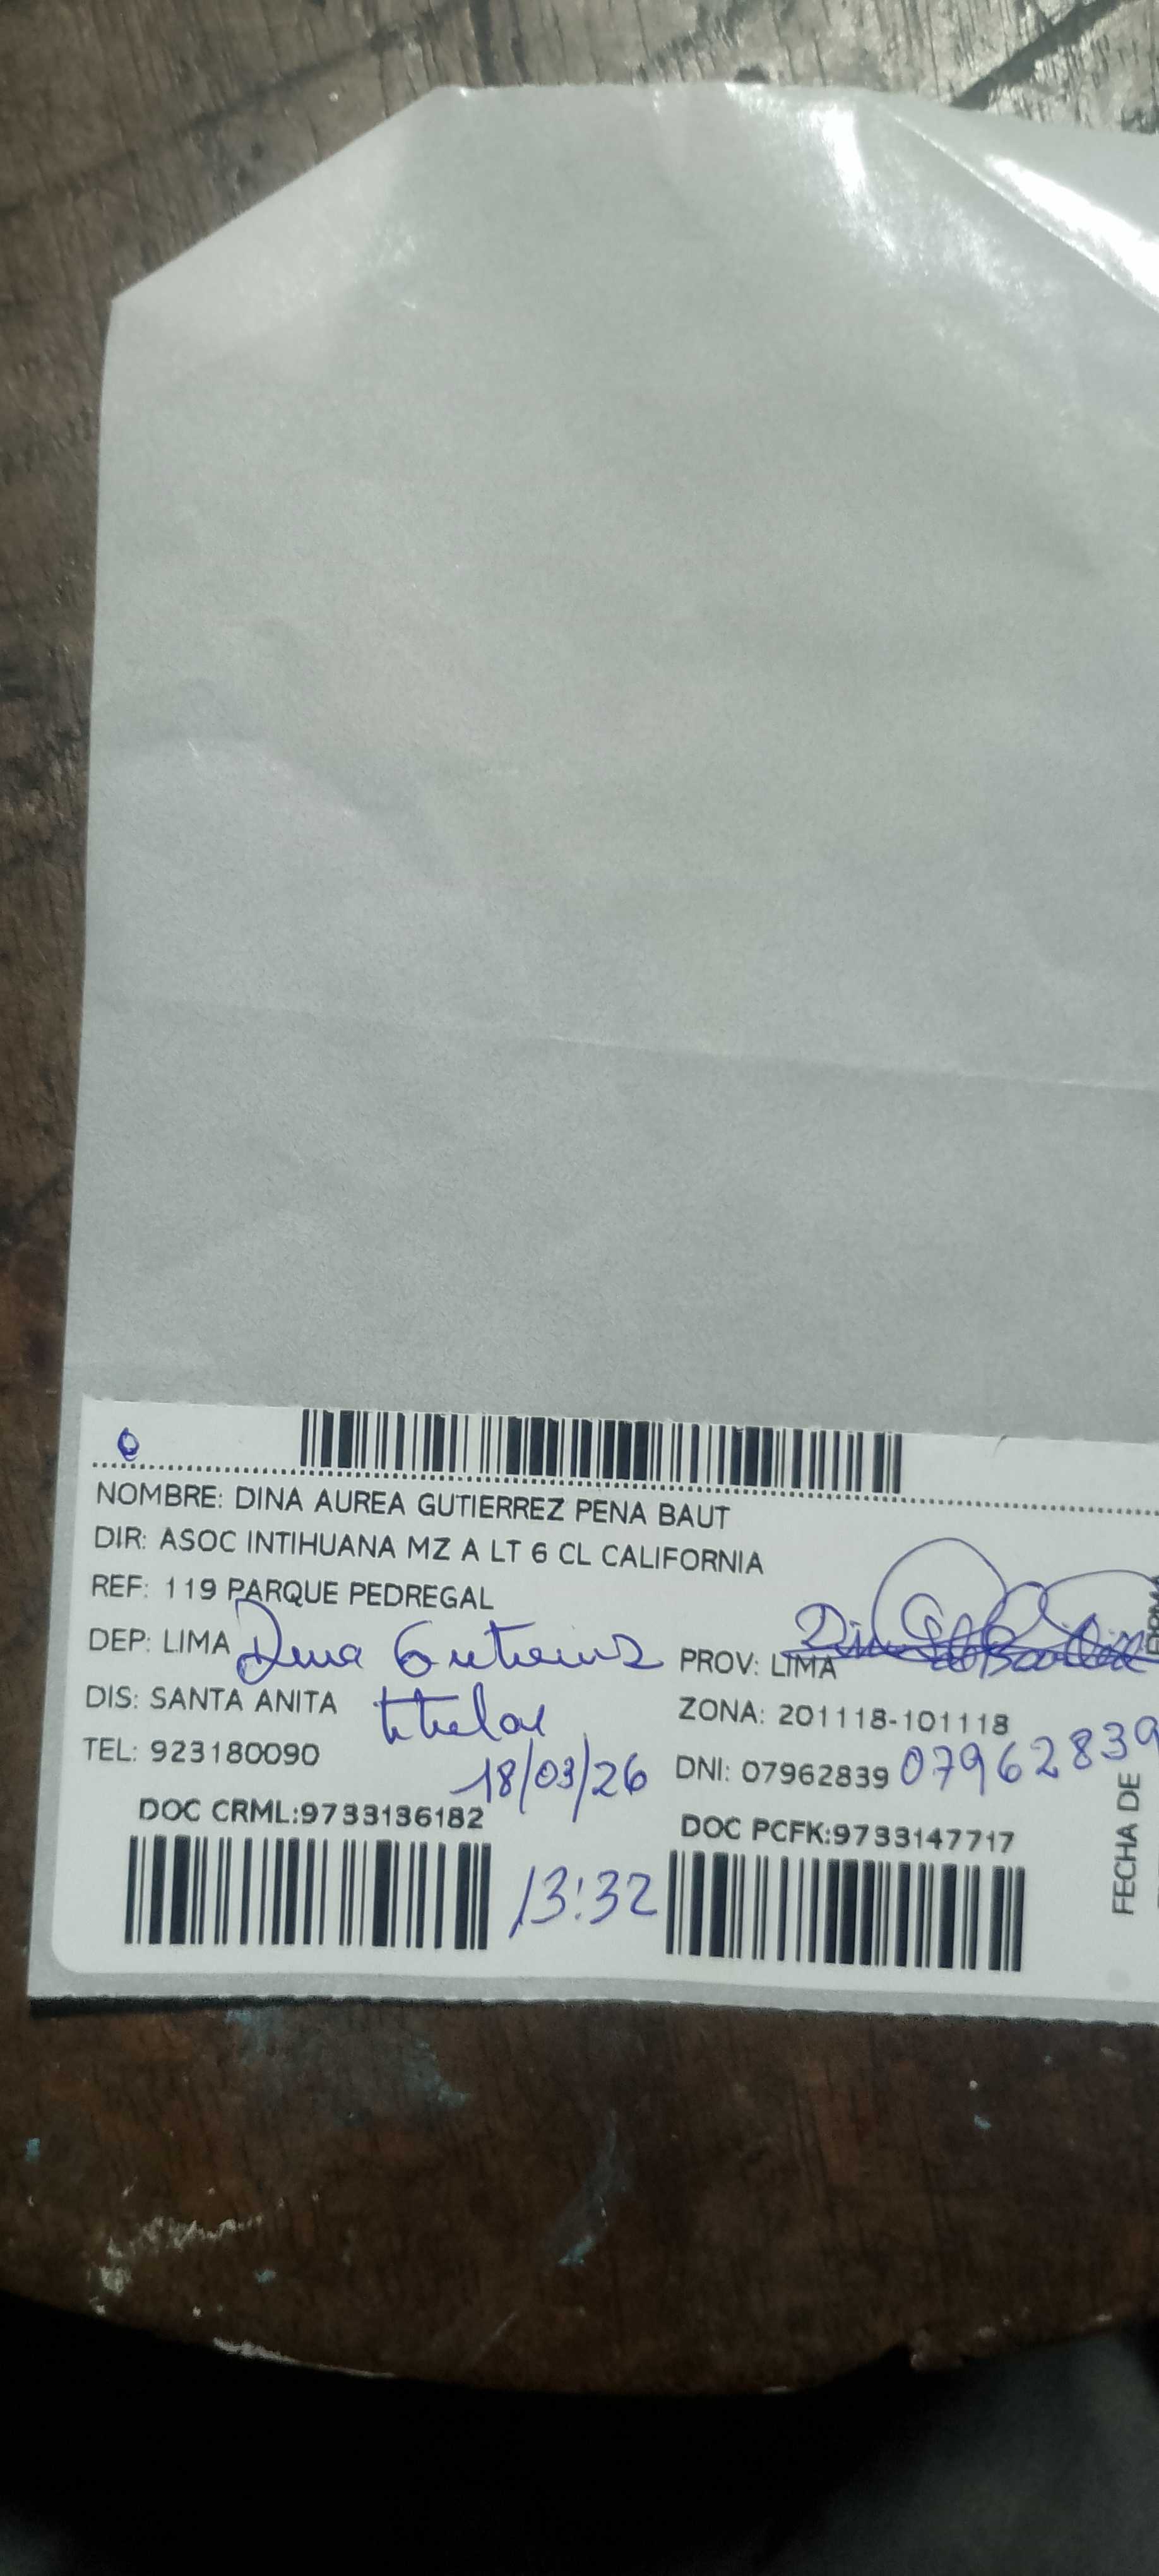 NOMBRE: DINA AUREA GUTIERREZ PENA BAUT
DIR: ASOC INTIHUANA MZ A LT 6 CL CALIFORNIA
REF: 119 PARQUE PEDREGAL
DEP: LIMA Dina Gutierrez PROV: LIMA
DIS: SANTA ANITA titular ZONA: 201118-101118
TEL: 923180090 18/03/26 DNI: 07962839 07962839
DOC CRML:9733136182 DOC PCFK:9733147717
13:32
FECHA DE